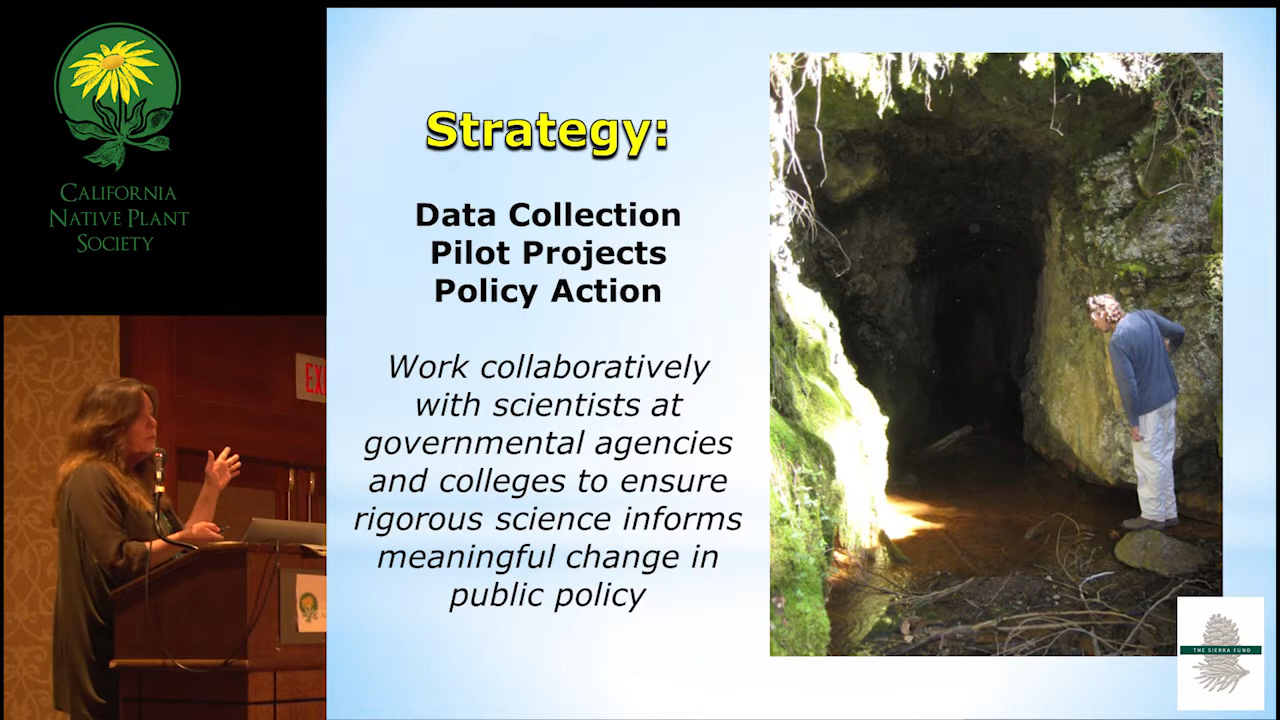 CALIFORNIA
NATIVE PLANT
SOCIETY
EX
Strategy:
Data Collection
Pilot Projects
Policy Action
Work collaboratively
with scientists at
governmental agencies
and colleges to ensure
rigorous science informs
meaningful change in
public policy
THE SIERRA FUND